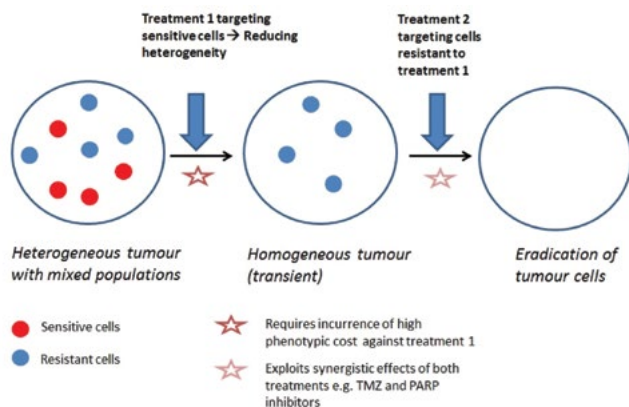 Treatment 1 targeting
sensitive cells → Reducing
heterogeneity
Treatment 2
targeting cells
resistant to
treatment 1
Heterogeneous tumour
with mixed populations
Homogeneous tumour
(transient)
Eradication of
tumour cells
Sensitive cells
Resistant cells
Requires incurrence of high
phenotypic cost against treatment 1
Exploits synergistic effects of both
treatments e.g. TMZ and PARP
inhibitors